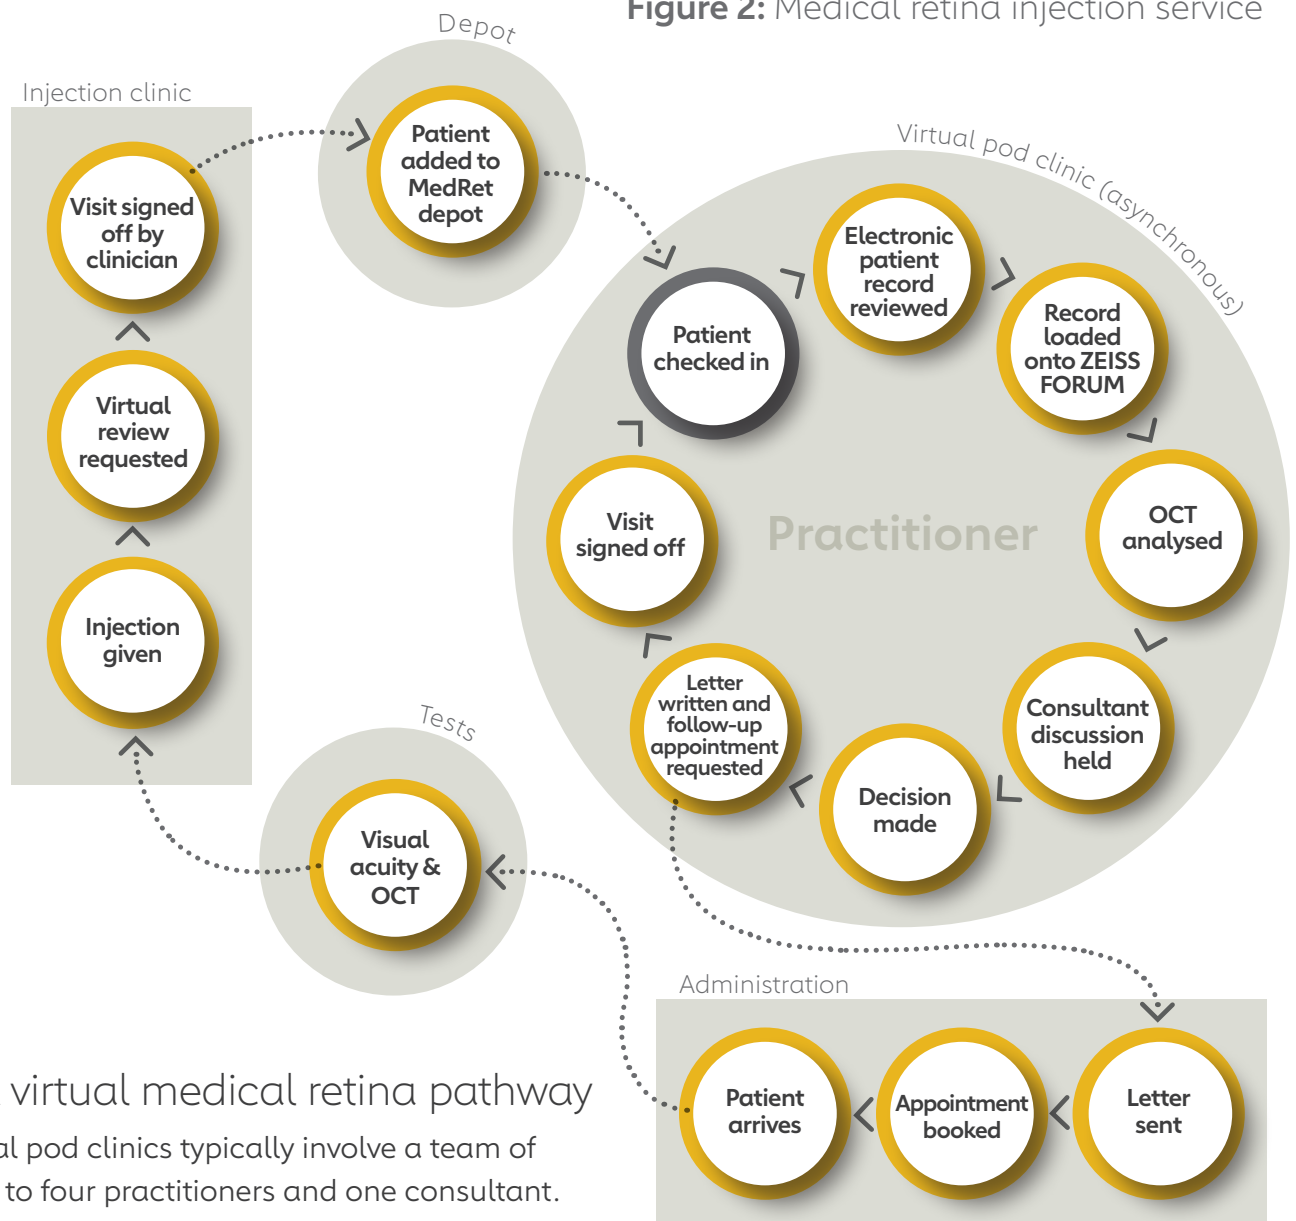 Figure 2: Medical retina injection service
Depot
Injection clinic
Patient
added to
MedRet
depot
Virtual pod clinic (asynchronous)
Visit signed
off by
clinician
Electronic
patient
record
reviewed
Patient
checked in
Record
loaded
onto ZEISS
FORUM
Virtual
review
requested
Visit
signed off
Practitioner
OCT
analysed
Injection
given
Letter
written and
follow-up
appointment
requested
Consultant
discussion
held
Decision
made
Tests
Visual
acuity &
OCT
Administration
Patient
arrives
Appointment
booked
Letter
sent
virtual medical retina pathway
pod clinics typically involve a team of
to four practitioners and one consultant.